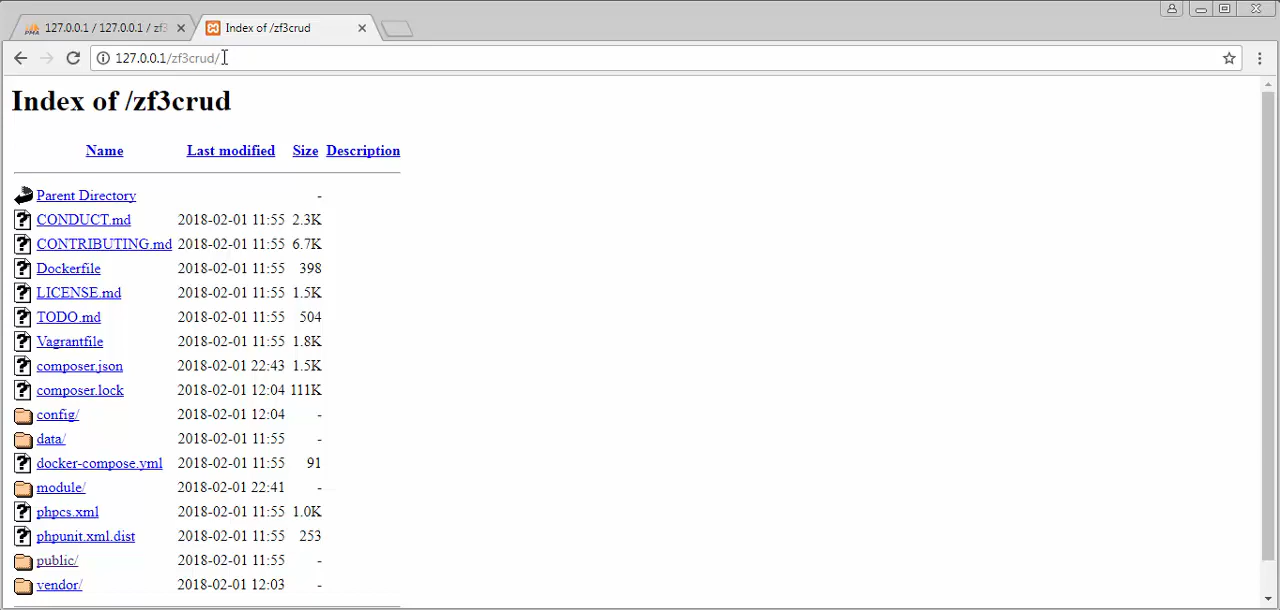 127.0.0.1 / 127.0.0.1 / zf3
Index of /zf3crud
127.0.0.1/zf3crud/
Index of /zf3crud
Name Last modified Size Description
Parent Directory -
CONDUCT.md 2018-02-01 11:55 2.3K
CONTRIBUTING.md 2018-02-01 11:55 6.7K
Dockerfile 2018-02-01 11:55 398
LICENSE.md 2018-02-01 11:55 1.5K
TODO.md 2018-02-01 11:55 504
Vagrantfile 2018-02-01 11:55 1.8K
composer.json 2018-02-01 22:43 1.5K
composer.lock 2018-02-01 12:04 111K
config/ 2018-02-01 12:04 -
data/ 2018-02-01 11:55 -
docker-compose.yml 2018-02-01 11:55 91
module/ 2018-02-01 22:41 -
phpcs.xml 2018-02-01 11:55 1.0K
phpunit.xml.dist 2018-02-01 11:55 253
public/ 2018-02-01 11:55 -
vendor/ 2018-02-01 12:03 -